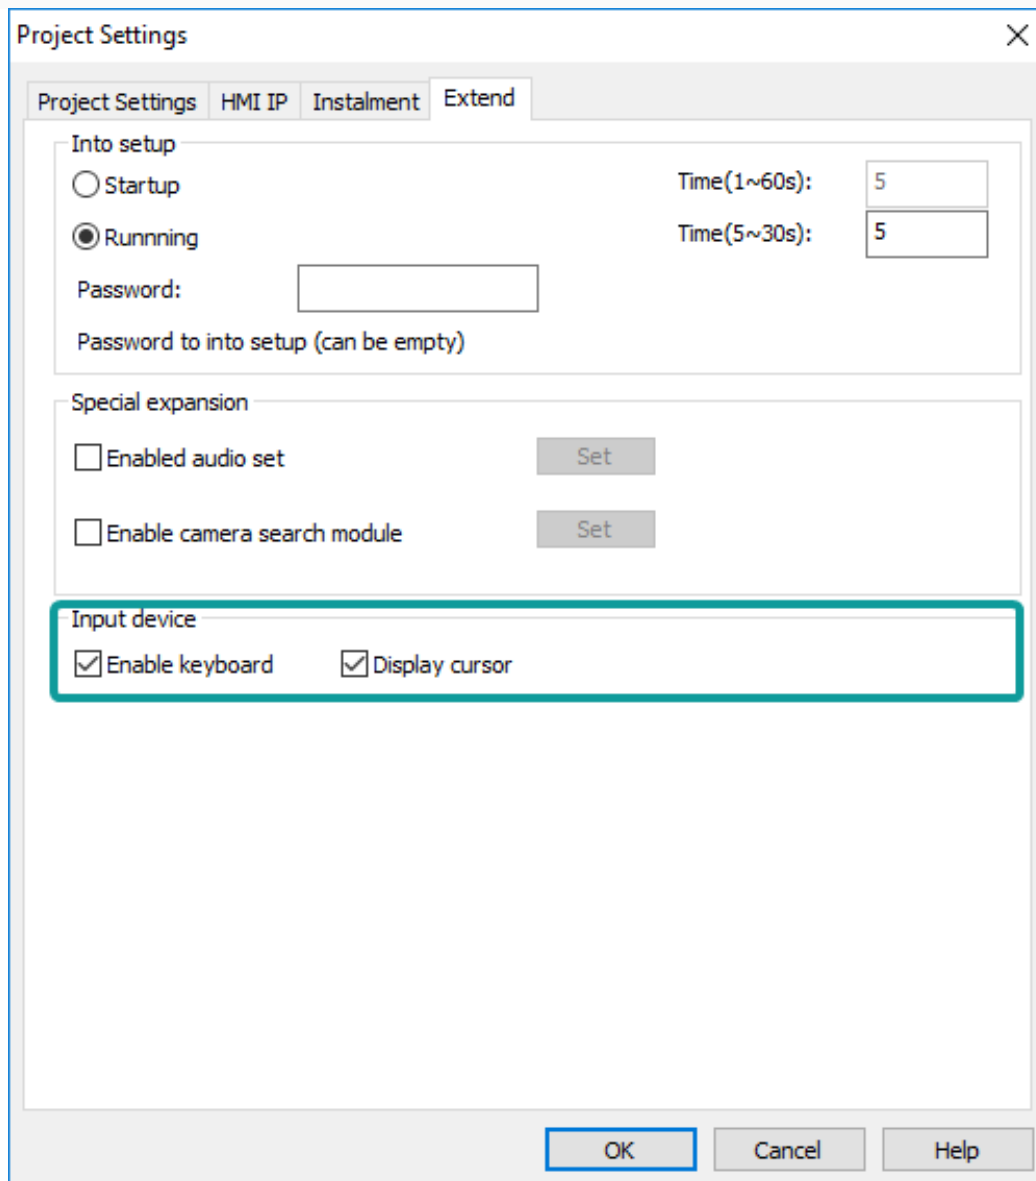 Project Settings
Project Settings HMI IP Instalment Extend
Into setup
Startup Time(1~60s): 5
Runnning Time(5~30s): 5
Password:
Password to into setup (can be empty)
Special expansion
Enabled audio set Set
Enable camera search module Set
Input device
Enable keyboard Display cursor
OK Cancel Help